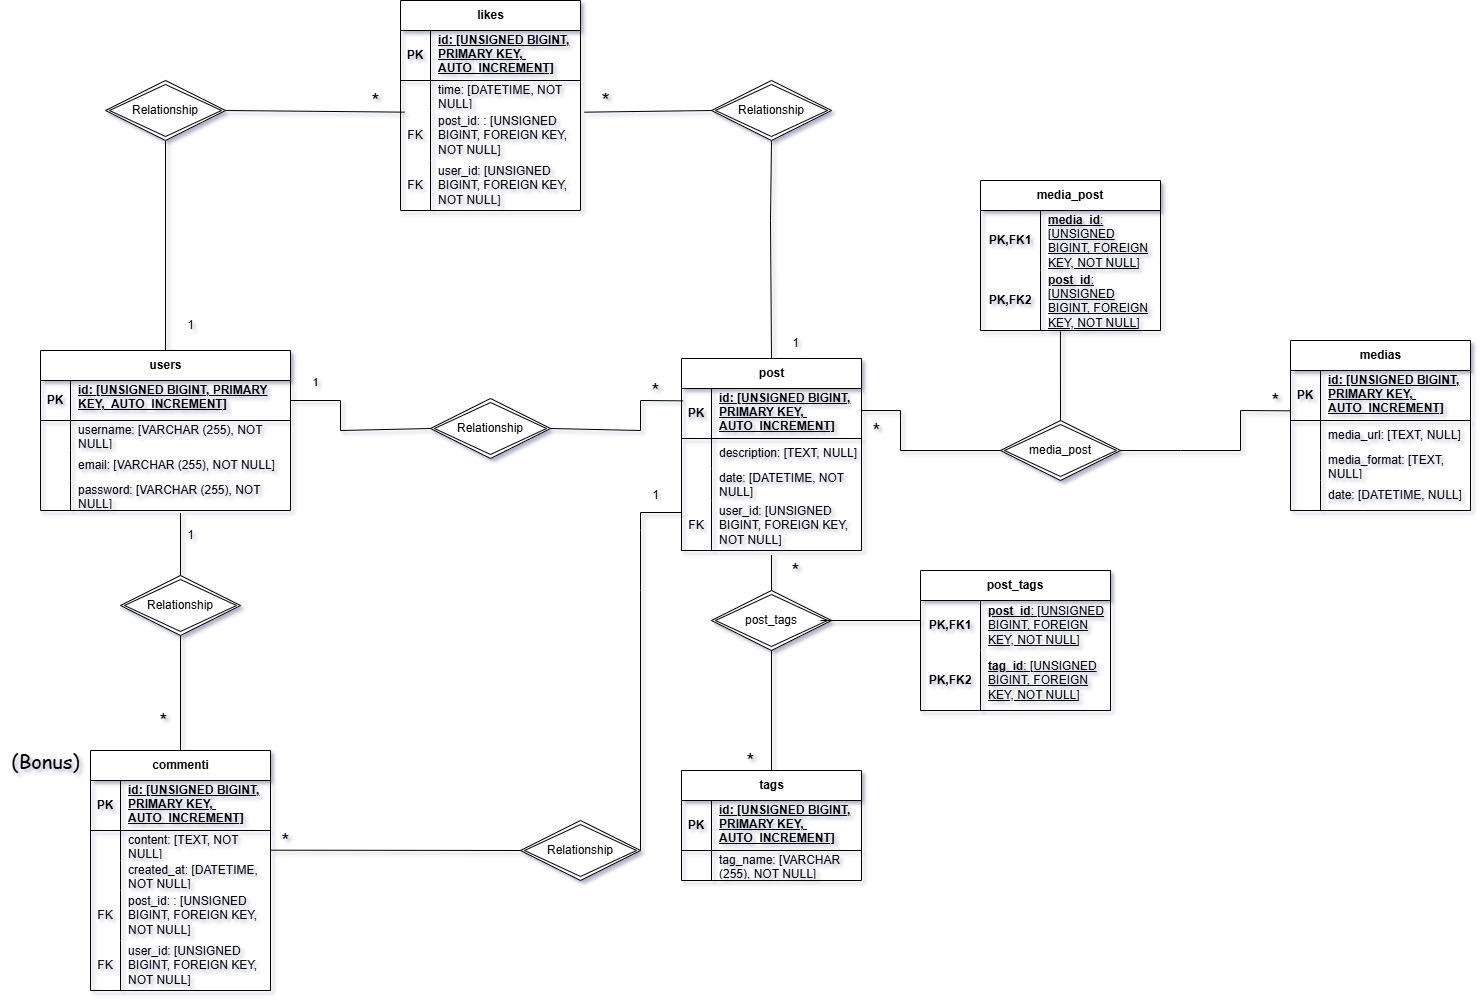 likes
PK
id: [UNSIGNED BIGINT,
PRIMARY KEY,
AUTO_INCREMENT]
time: [DATETIME, NOT
NULL]
FK
post_id: : [UNSIGNED
BIGINT, FOREIGN KEY,
NOT NULL]
FK
user_id: [UNSIGNED
BIGINT, FOREIGN KEY,
NOT NULL]
Relationship
*
*
Relationship
1
1
media_post
PK,FK1
media_id:
[UNSIGNED
BIGINT, FOREIGN
KEY, NOT NULL]
PK,FK2
post_id:
[UNSIGNED
BIGINT, FOREIGN
KEY, NOT NULL]
users
PK
id: [UNSIGNED BIGINT, PRIMARY
KEY, AUTO_INCREMENT]
username: [VARCHAR (255), NOT
NULL]
email: [VARCHAR (255), NOT NULL]
password: [VARCHAR (255), NOT
NULL]
1
Relationship
*
post
PK
id: [UNSIGNED BIGINT,
PRIMARY KEY,
AUTO_INCREMENT]
description: [TEXT, NULL]
date: [DATETIME, NOT
NULL]
FK
user_id: [UNSIGNED
BIGINT, FOREIGN KEY,
NOT NULL]
*
media_post
*
medias
PK
id: [UNSIGNED BIGINT,
PRIMARY KEY,
AUTO_INCREMENT]
media_url: [TEXT, NULL]
media_format: [TEXT,
NULL]
date: [DATETIME, NULL]
1
1
Relationship
*
*
post_tags
*
post_tags
PK,FK1
post_id: [UNSIGNED
BIGINT, FOREIGN
KEY, NOT NULL]
PK,FK2
tag_id: [UNSIGNED
BIGINT, FOREIGN
KEY, NOT NULL]
(Bonus)
commenti
PK
id: [UNSIGNED BIGINT,
PRIMARY KEY,
AUTO_INCREMENT]
content: [TEXT, NOT
NULL]
created_at: [DATETIME,
NOT NULL]
FK
post_id: : [UNSIGNED
BIGINT, FOREIGN KEY,
NOT NULL]
FK
user_id: [UNSIGNED
BIGINT, FOREIGN KEY,
NOT NULL]
*
Relationship
tags
PK
id: [UNSIGNED BIGINT,
PRIMARY KEY,
AUTO_INCREMENT]
tag_name: [VARCHAR
(255), NOT NULL]